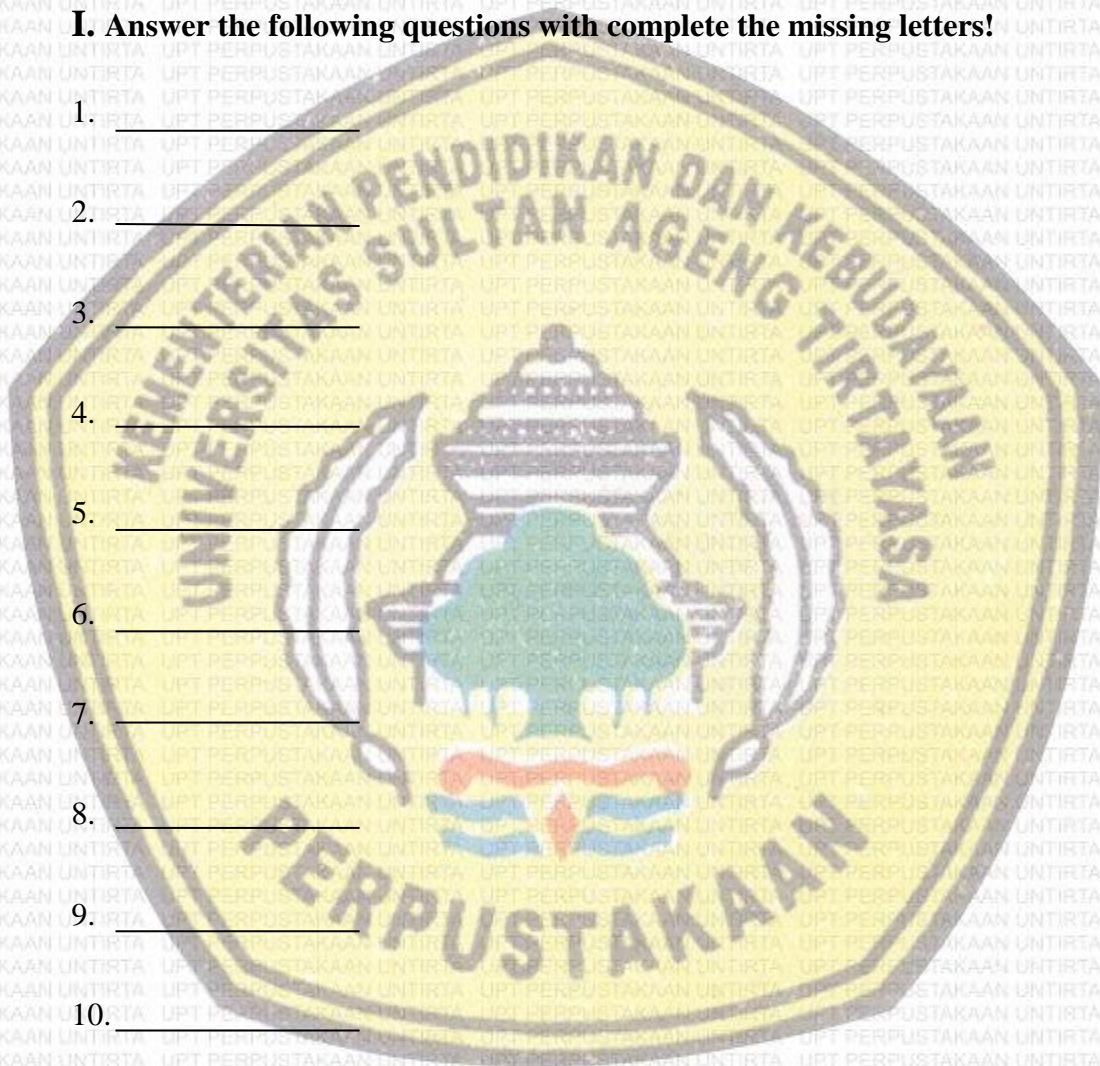 I. Answer the following questions with complete the missing letters!
1. ____________
2. ____________
3. ____________
4. ____________
5. ____________
6. ____________
7. ____________
8. ____________
9. ____________
10. ____________
KEMENTERIAN PENDIDIKAN DAN KEBUDAYAAN
UNIVERSITAS SULTAN AGENG TIRTAYASA
PERPUSTAKAAN
UPT PERPUSTAKAAN UNTIRTA